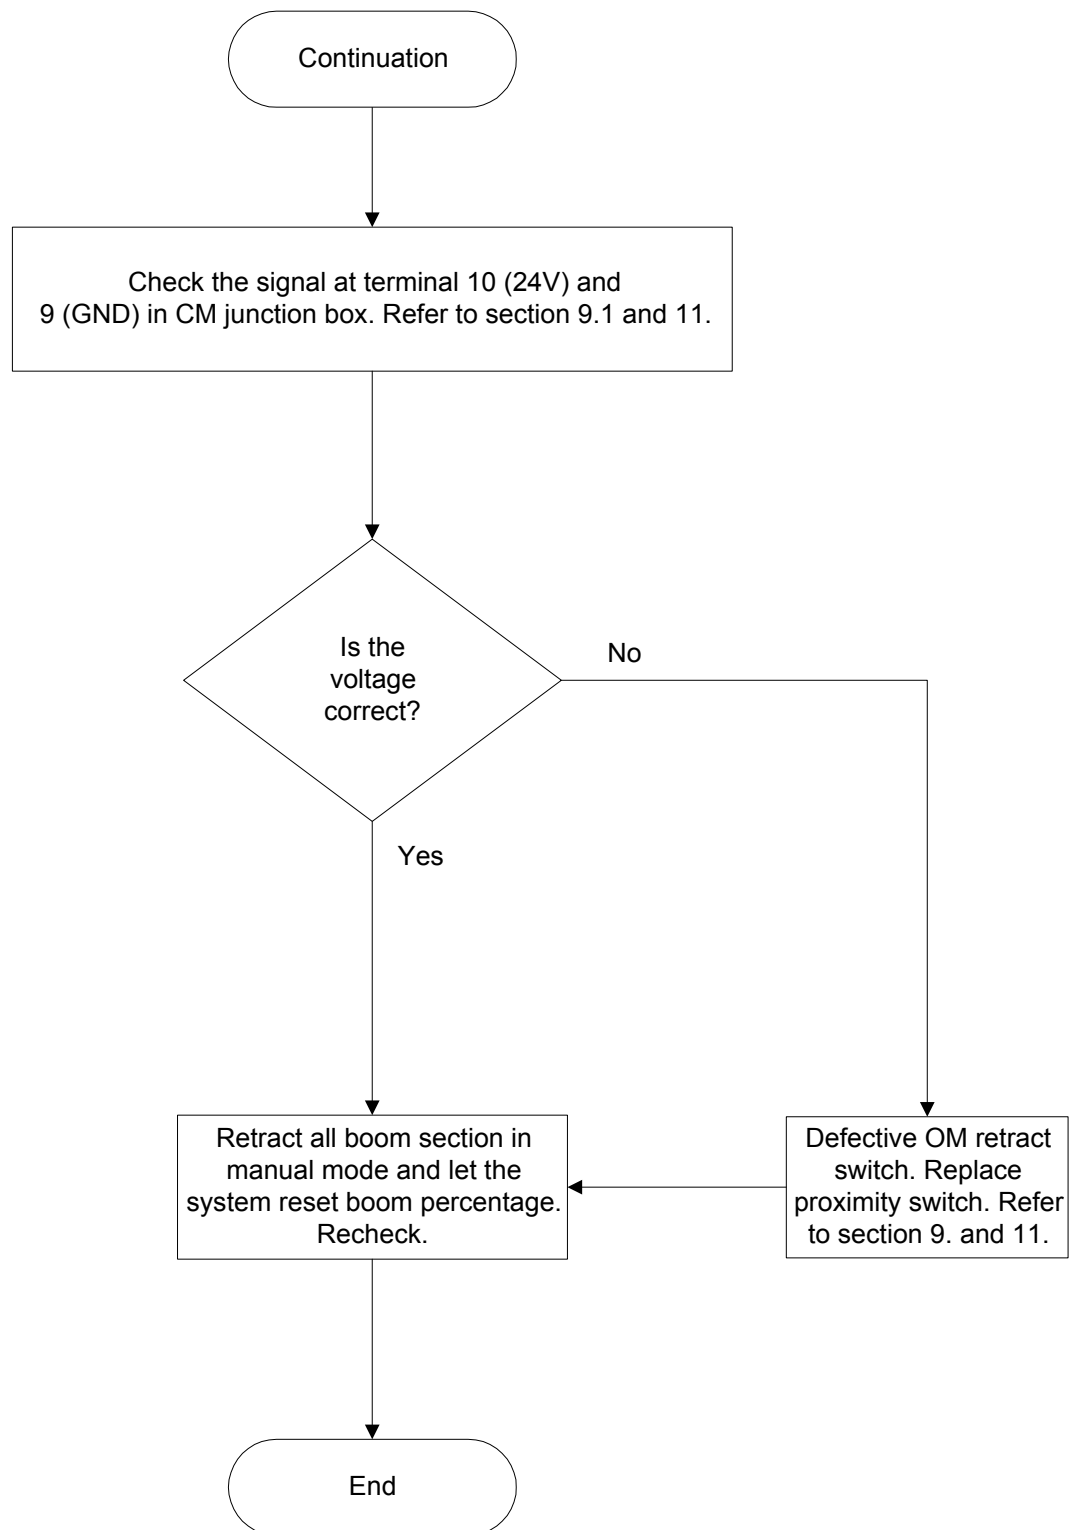 Continuation
Check the signal at terminal 10 (24V) and
9 (GND) in CM junction box. Refer to section 9.1 and 11.
Is the
voltage
correct?
No
Yes
Retract all boom section in
manual mode and let the
system reset boom percentage.
Recheck.
Defective OM retract
switch. Replace
proximity switch. Refer
to section 9. and 11.
End